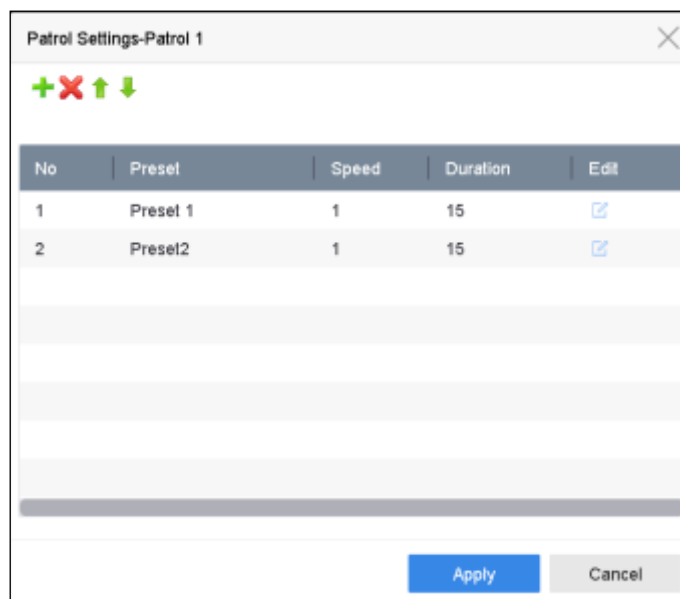 Patrol Settings-Patrol 1
No Preset Speed Duration Edit
1 Preset 1 1 15
2 Preset2 1 15
Apply Cancel